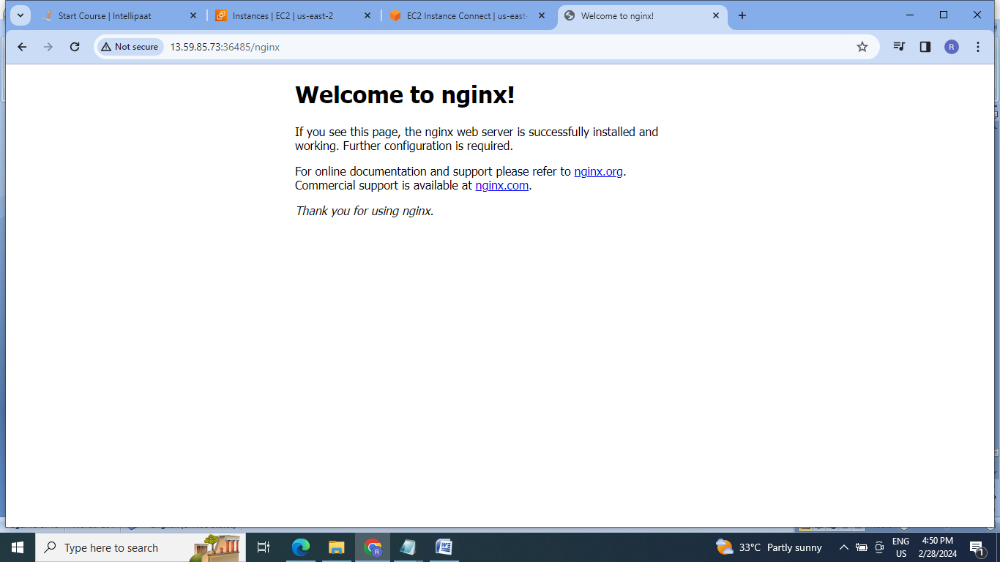 Start Course | Intellipaat
Instances | EC2 | us-east-2
EC2 Instance Connect | us-east-
Welcome to nginx!
Not secure
13.59.85.73:36485/nginx
R
Welcome to nginx!
If you see this page, the nginx web server is successfully installed and
working. Further configuration is required.
For online documentation and support please refer to nginx.org.
Commercial support is available at nginx.com.
Thank you for using nginx.
Type here to search
R
33°C Partly sunny
ENG
US
4:50 PM
2/28/2024
1